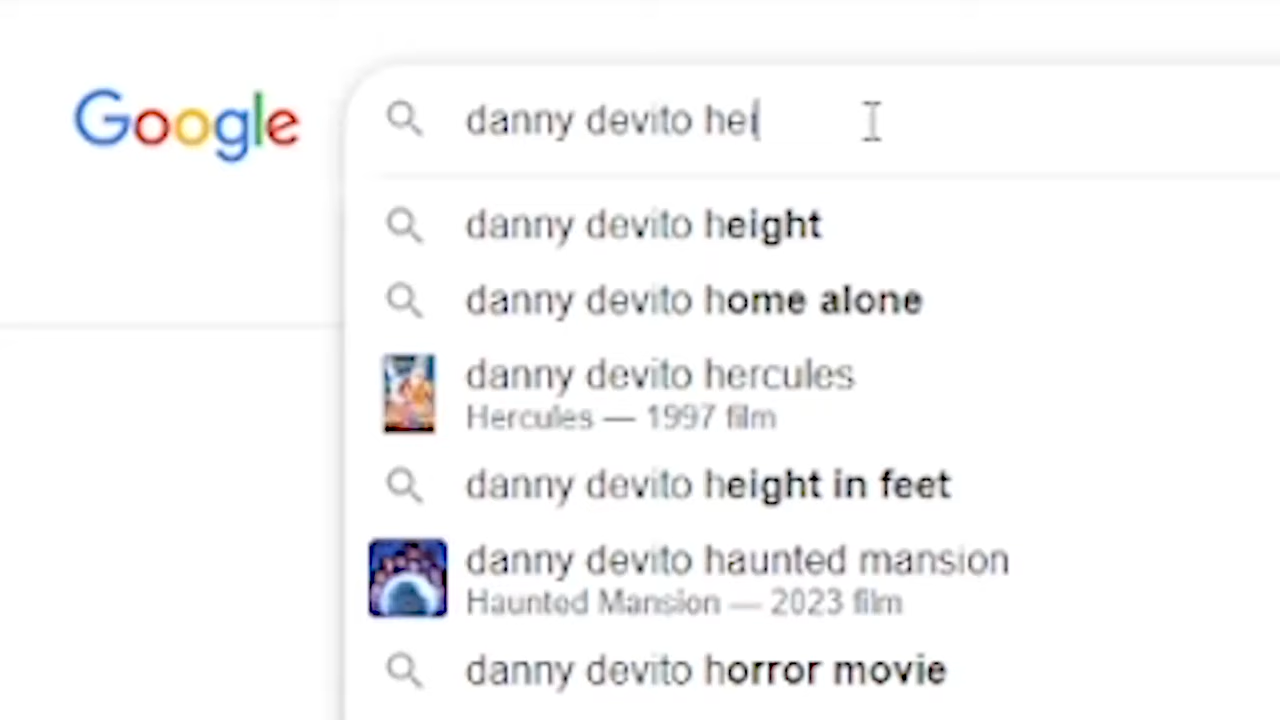 Google
danny devito hei
danny devito height
danny devito home alone
danny devito hercules
Hercules — 1997 film
danny devito height in feet
danny devito haunted mansion
Haunted Mansion — 2023 film
danny devito horror movie